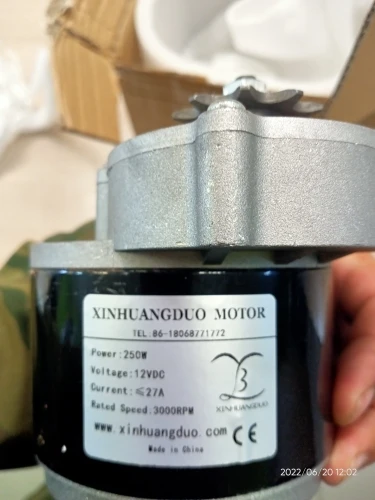 XINHUANGDUO MOTOR
TEL.86-18068771772
Power:250W
Voltage:12VDC
Current:≤27A
Rated Speed:3000RPM
XINHUANGDUO
www.xinhuangduo.com CE
Made in China
2022/06/20 12:02